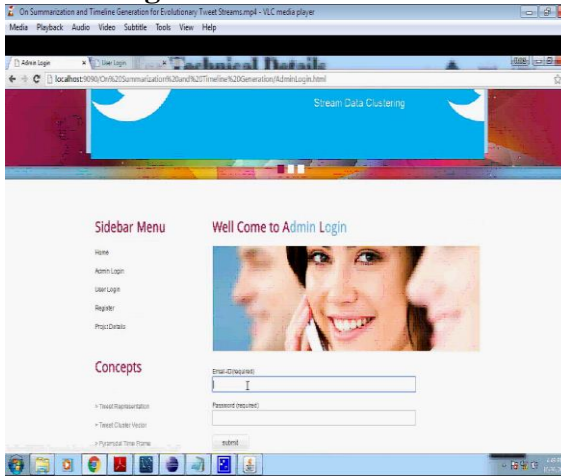 On Summarization and Timeline Generation for Evolutionary Tweet Streams.mp4 - VLC media player
Media Playback Audio Video Subtitle Tools View Help
Technical Details
Admin Login User Login
localhost:9090/On%20Summarization%20and%20Timeline%20Generation/AdminLogin.html
Stream Data Clustering
Sidebar Menu
Well Come to Admin Login
Home
Admin Login
User Login
Register
Projct Details
Concepts
Email-ID(required)
> Tweet Representation
Password (required)
> Tweet Cluster Vector
> Pyramidal Time Frame
submit